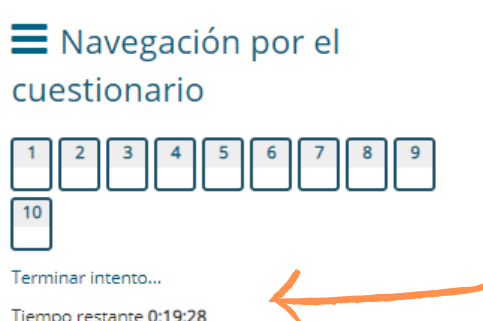 Navegación por el
cuestionario
1 2 3 4 5 6 7 8 9
10
Terminar intento...
Tiempo restante 0:19:28